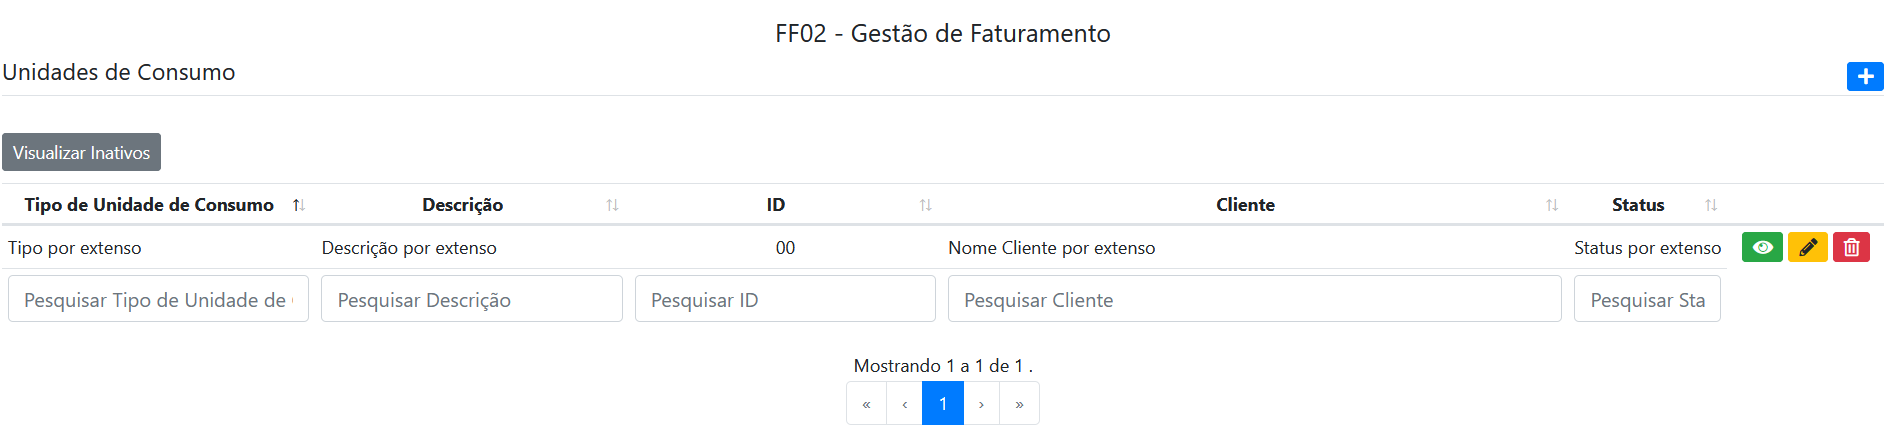 FF02 - Gestão de Faturamento
Unidades de Consumo
Visualizar Inativos
Tipo de Unidade de Consumo Descrição ID Cliente Status
Tipo por extenso Descrição por extenso 00 Nome Cliente por extenso Status por extenso
Pesquisar Tipo de Unidade de Pesquisar Descrição Pesquisar ID Pesquisar Cliente Pesquisar Sta
Mostrando 1 a 1 de 1 .
« ‹ 1 › »